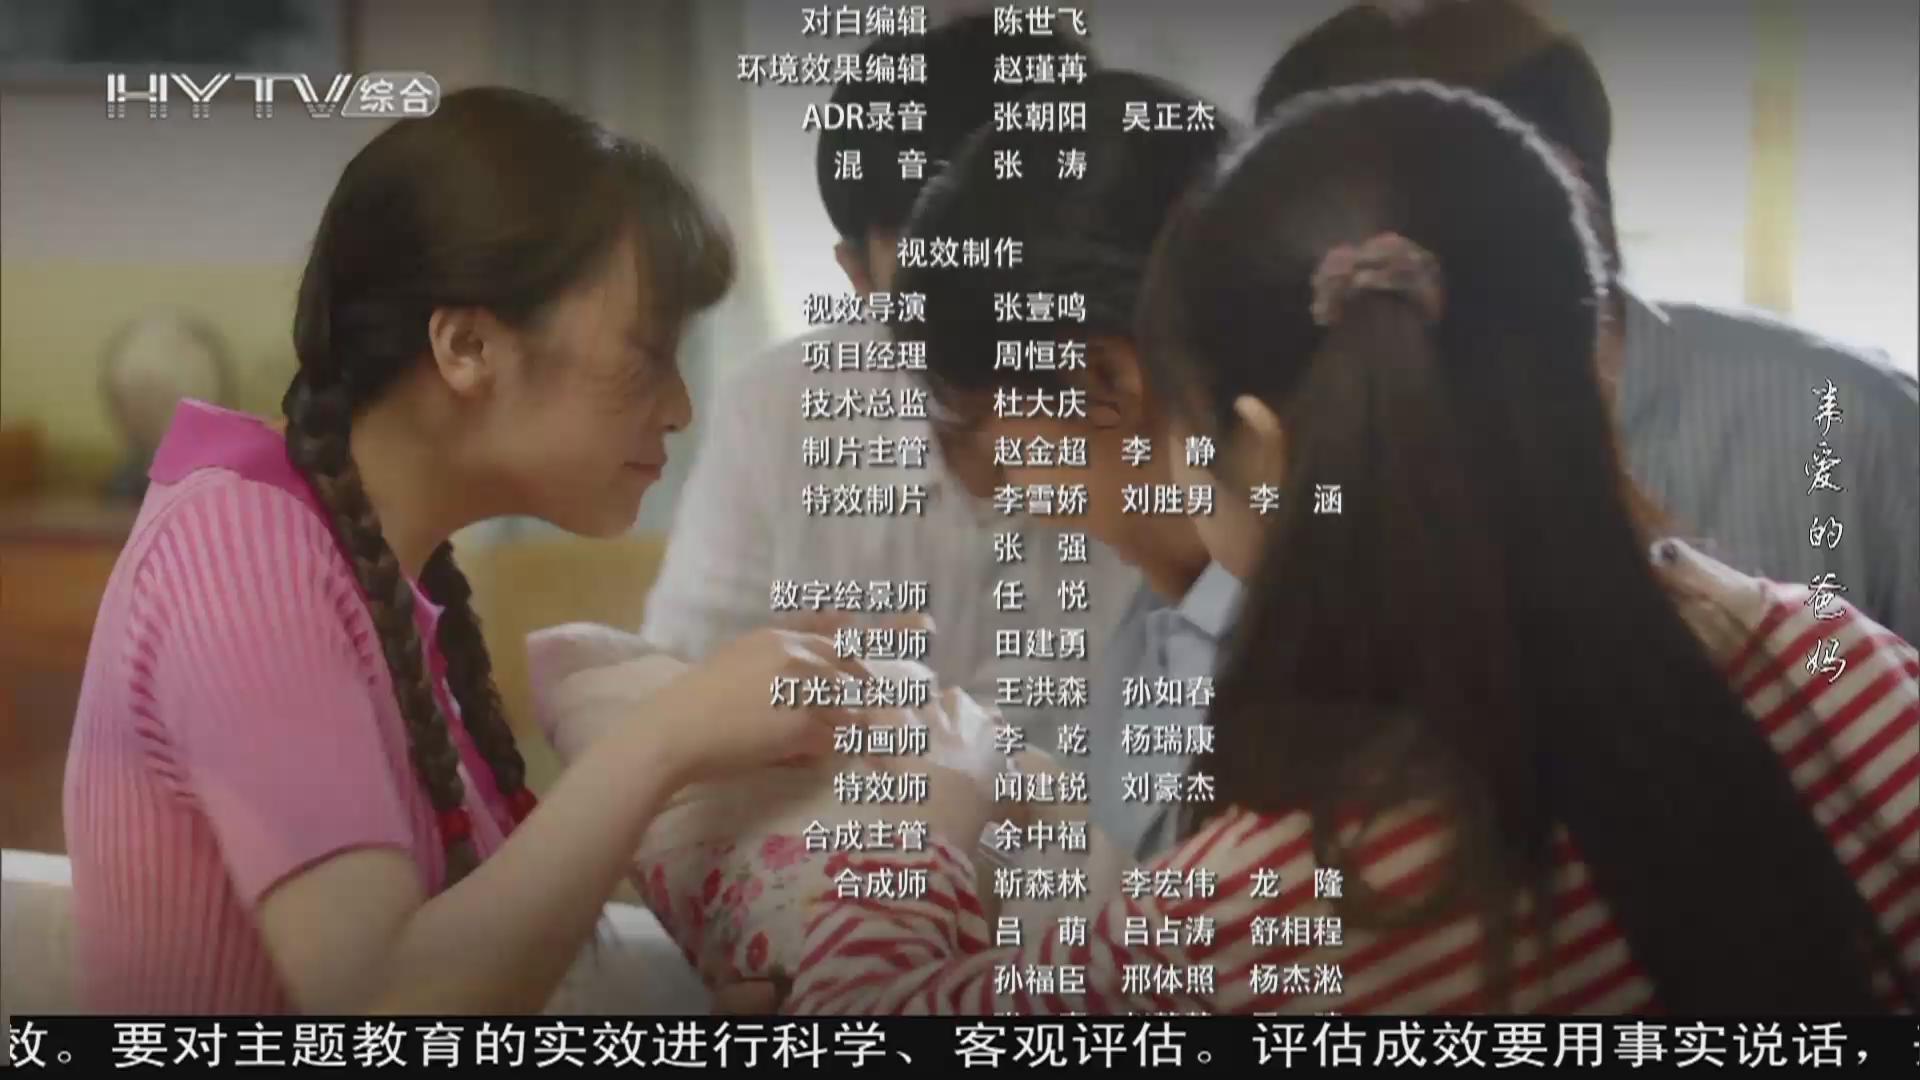 对白编辑 陈世飞
环境效果编辑 赵瑾苒
HYTV综合
ADR录音 张朝阳 吴正杰
混 音 张 涛
视效制作
视效导演 张壹鸣
项目经理 周恒东
技术总监 杜大庆
制片主管 赵金超 李 静
特效制片 李雪娇 刘胜男 李 涵
张 强
数字绘景师 任 悦
模型师 田建勇
灯光渲染师 王洪森 孙如春
动画师 李 乾 杨瑞康
特效师 闻建锐 刘豪杰
合成主管 余中福
合成师 靳森林 李宏伟 龙 隆
吕 萌 吕占涛 舒相程
孙福臣 邢体照 杨杰淞
爱的爸妈
效。要对主题教育的实效进行科学、客观评估。评估成效要用事实说话，